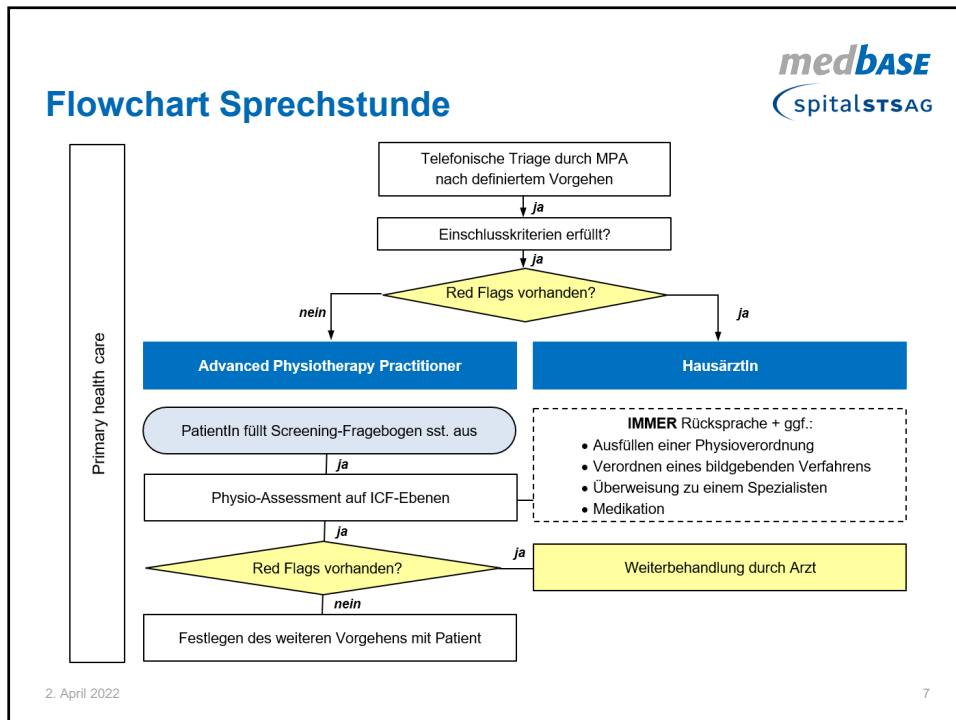 medbase
spitalSTSAG
Flowchart Sprechstunde
Primary health care
Telefonische Triage durch MPA
nach definiertem Vorgehen
ja
Einschlusskriterien erfüllt?
ja
Red Flags vorhanden?
nein
ja
Advanced Physiotherapy Practitioner
HausärztIn
PatientIn füllt Screening-Fragebogen sst. aus
ja
Physio-Assessment auf ICF-Ebenen
IMMER Rücksprache + ggf.:
• Ausfüllen einer Physioverordnung
• Verordnen eines bildgebenden Verfahrens
• Überweisung zu einem Spezialisten
• Medikation
ja
Red Flags vorhanden?
ja
Weiterbehandlung durch Arzt
nein
Festlegen des weiteren Vorgehens mit Patient
2. April 2022
7